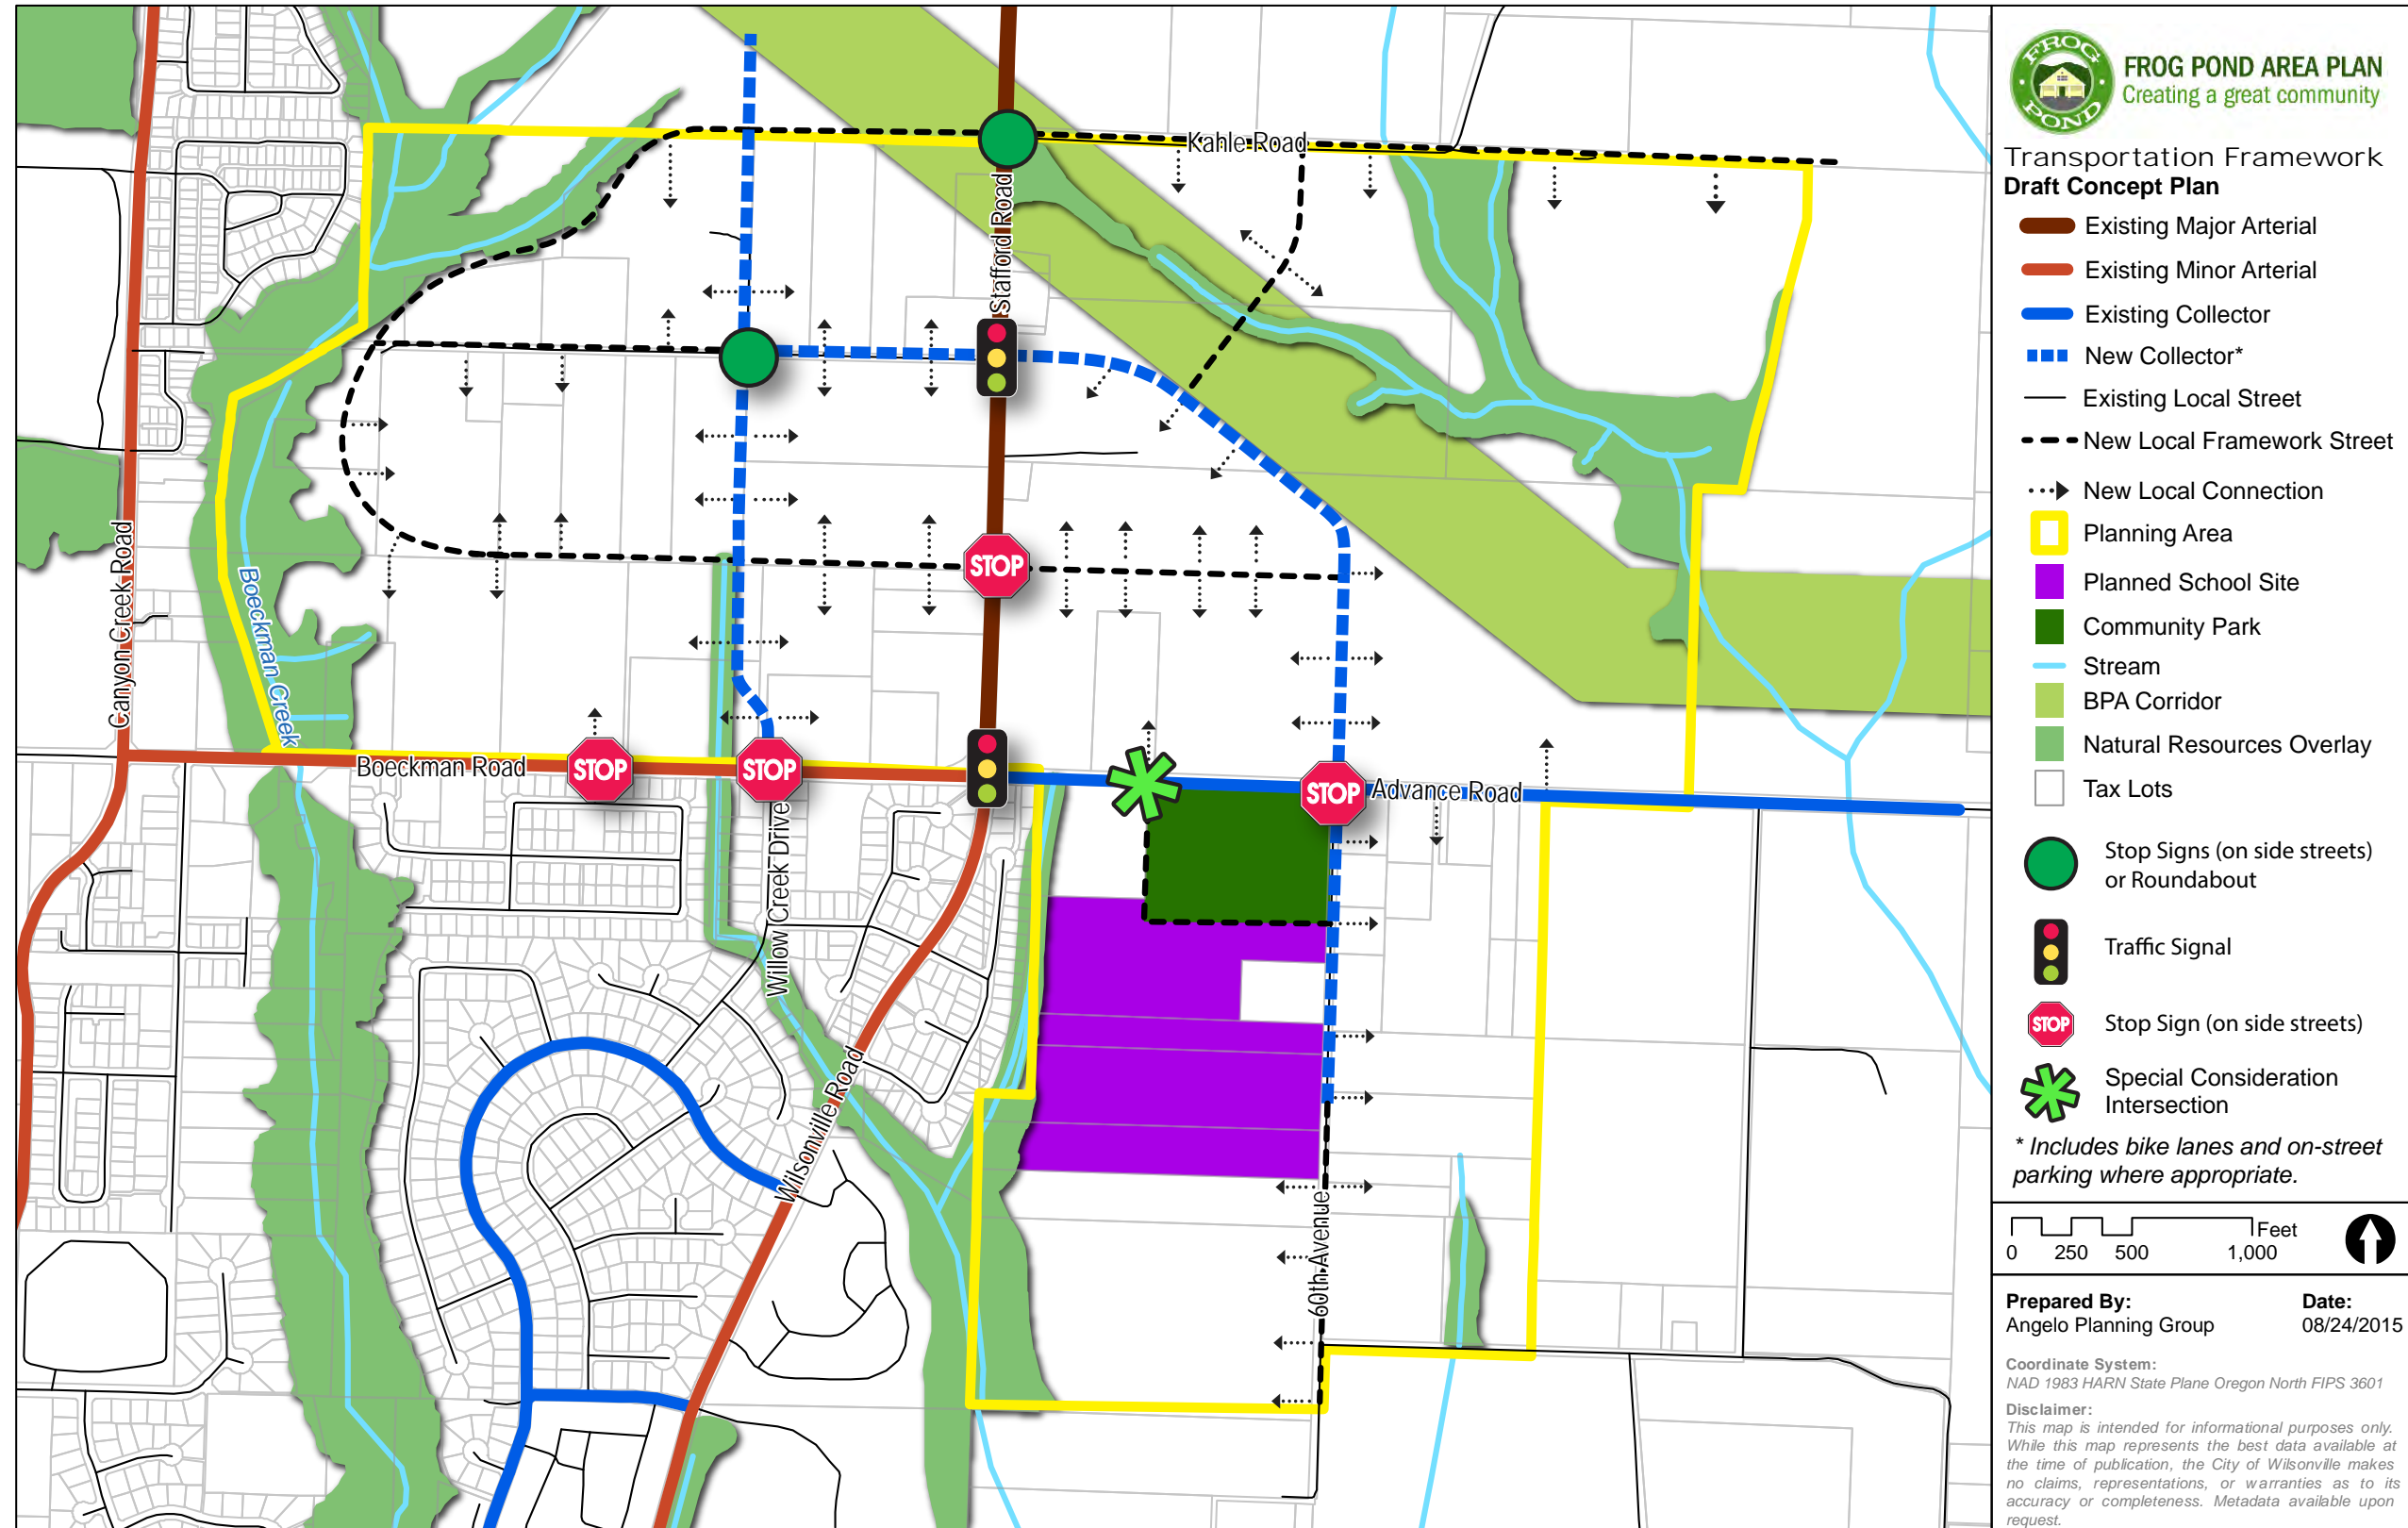 FROG
POND
FROG POND AREA PLAN
Creating a great community
Transportation Framework
Draft Concept Plan
Existing Major Arterial
Existing Minor Arterial
Existing Collector
New Collector*
Existing Local Street
New Local Framework Street
New Local Connection
Planning Area
Planned School Site
Community Park
Stream
BPA Corridor
Natural Resources Overlay
Tax Lots
Stop Signs (on side streets)
or Roundabout
Traffic Signal
STOP
Stop Sign (on side streets)
Special Consideration
Intersection
* Includes bike lanes and on-street
parking where appropriate.
Feet
0 250 500 1,000
Prepared By:
Angelo Planning Group
Date:
08/24/2015
Coordinate System:
NAD 1983 HARN State Plane Oregon North FIPS 3601
Disclaimer:
This map is intended for informational purposes only.
While this map represents the best data available at
the time of publication, the City of Wilsonville makes
no claims, representations, or warranties as to its
accuracy or completeness. Metadata available upon
request.
Kahle Road
Stafford Road
STOP
Canyon Creek Road
Boeckman Creek
Boeckman Road
STOP
STOP
STOP
Advance Road
Willow Creek Drive
Wilsonville Road
60th Avenue